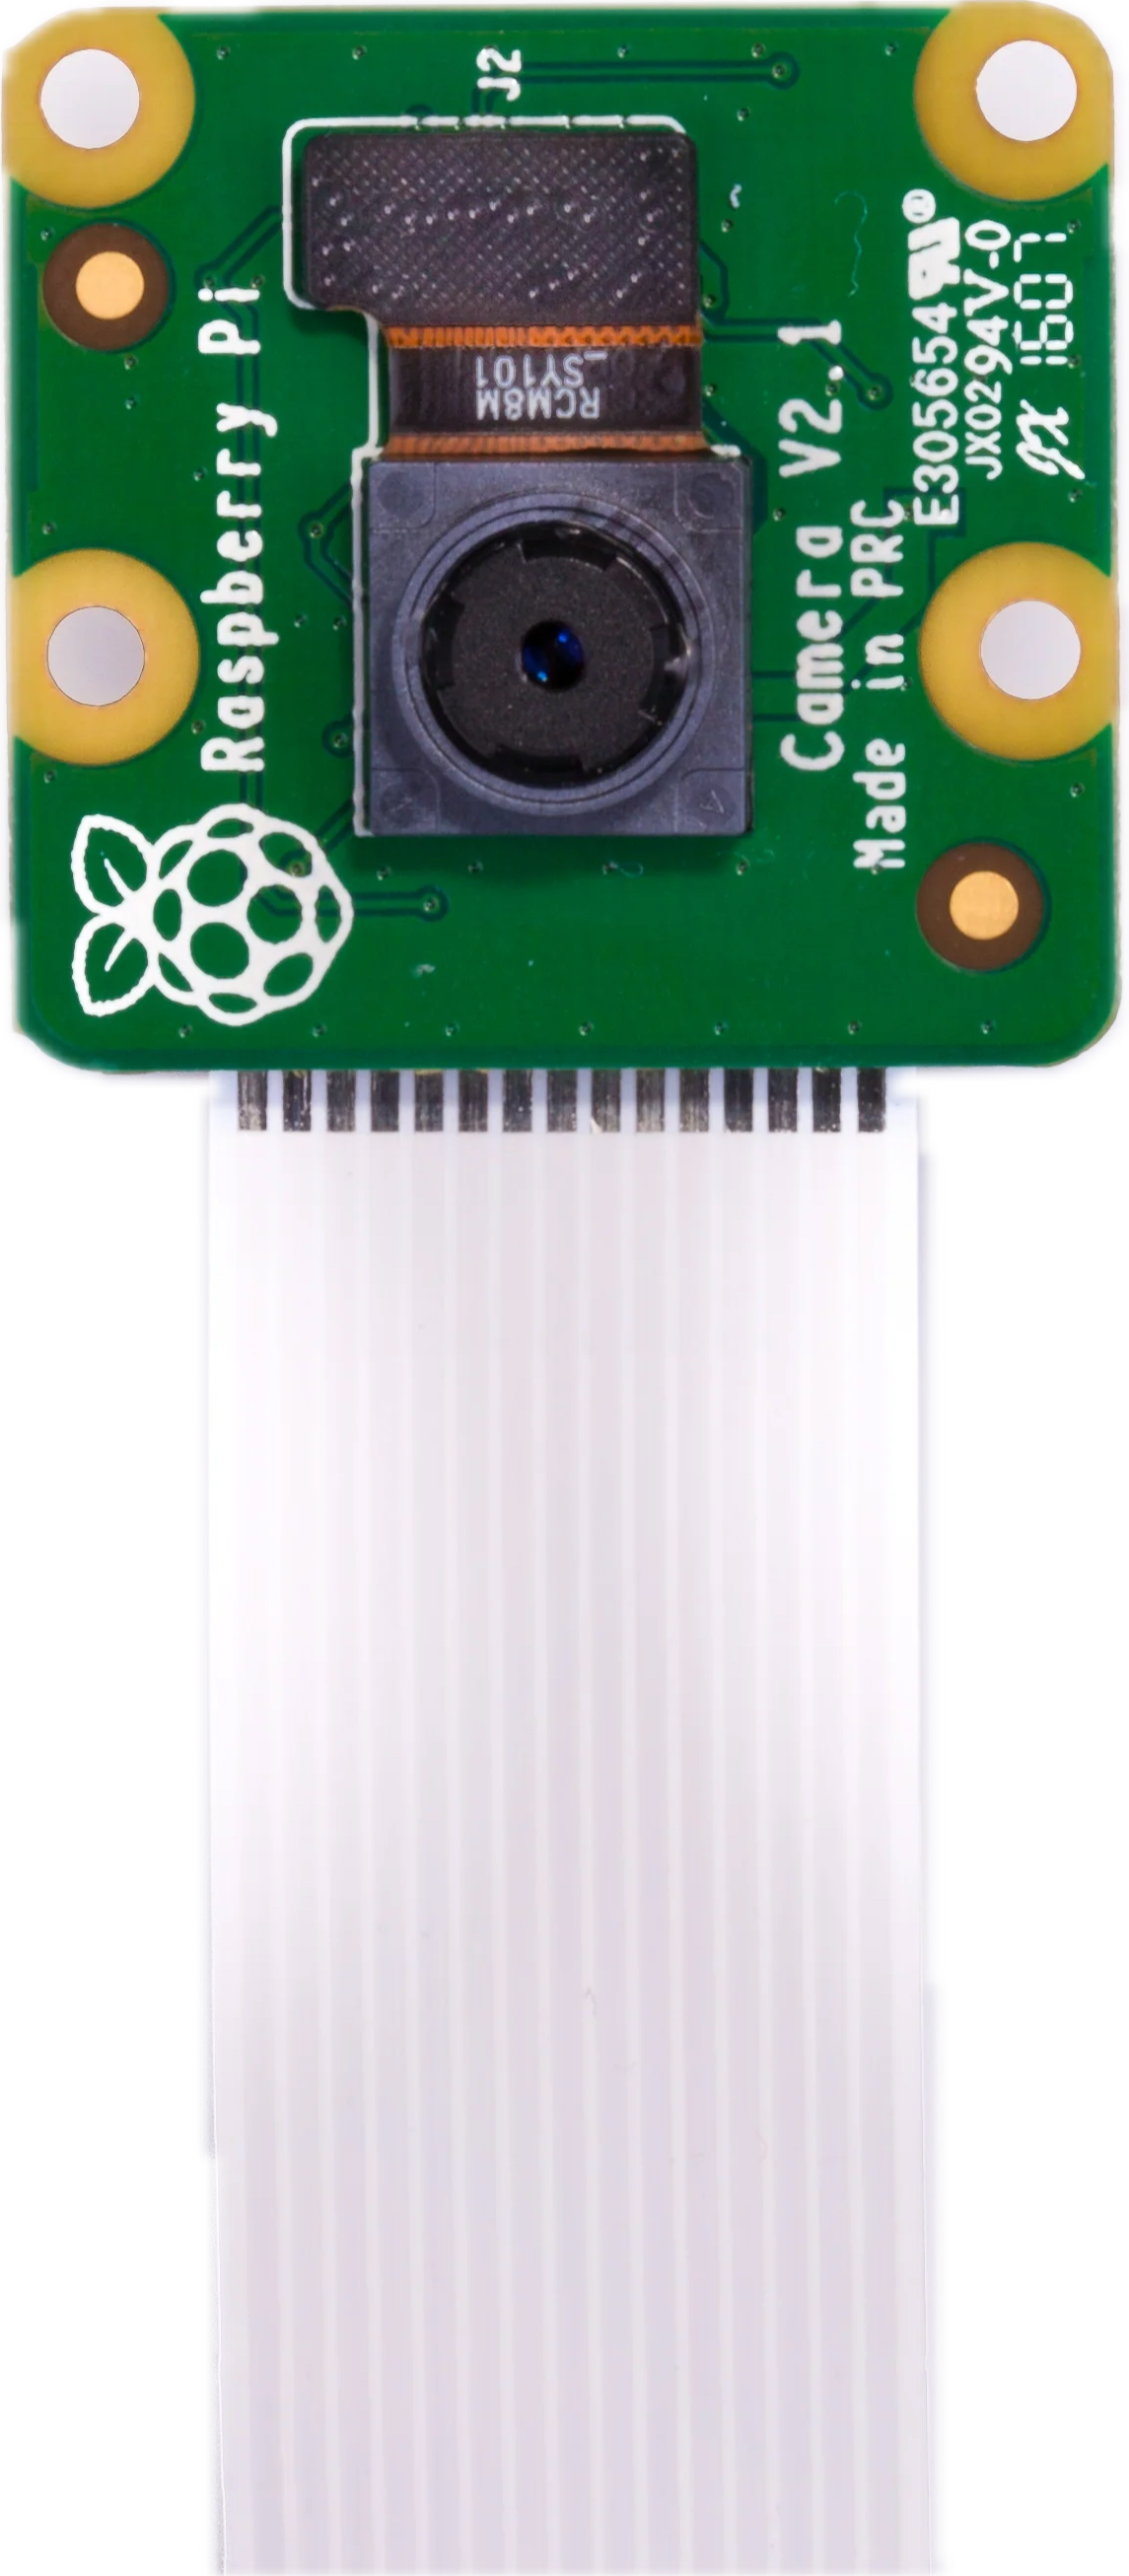 J2
Raspberry Pi
RCM8M
_SY101
Camera V2.1
Made in PRC
E305654 ®
JX0294V-0
1607